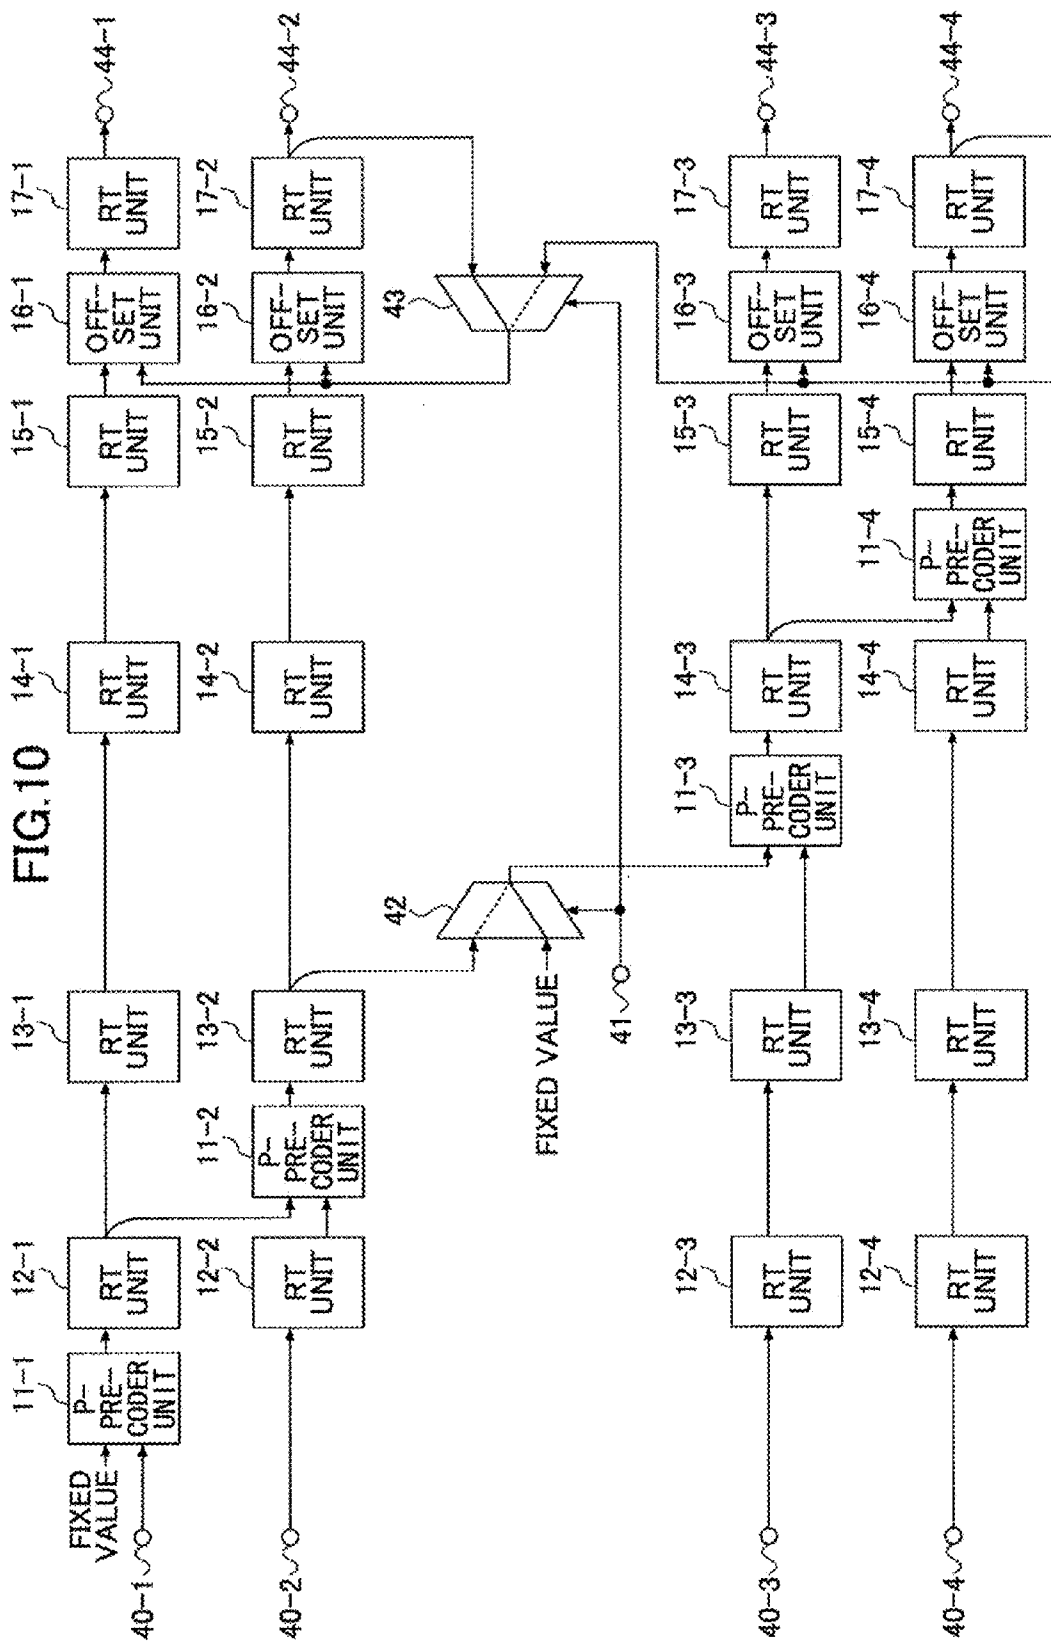 FIG.10
FIXED
VALUE
40-1
11-1
P-
PRE-
CODER
UNIT
12-1
RT
UNIT
13-1
RT
UNIT
14-1
RT
UNIT
15-1
RT
UNIT
16-1
OFF-
SET
UNIT
17-1
RT
UNIT
44-1
40-2
12-2
RT
UNIT
11-2
P-
PRE-
CODER
UNIT
13-2
RT
UNIT
14-2
RT
UNIT
15-2
RT
UNIT
16-2
OFF-
SET
UNIT
17-2
RT
UNIT
44-2
42
43
FIXED VALUE
41
40-3
12-3
RT
UNIT
13-3
RT
UNIT
11-3
P-
PRE-
CODER
UNIT
14-3
RT
UNIT
15-3
RT
UNIT
16-3
OFF-
SET
UNIT
17-3
RT
UNIT
44-3
40-4
12-4
RT
UNIT
13-4
RT
UNIT
14-4
RT
UNIT
11-4
P-
PRE-
CODER
UNIT
15-4
RT
UNIT
16-4
OFF-
SET
UNIT
17-4
RT
UNIT
44-4